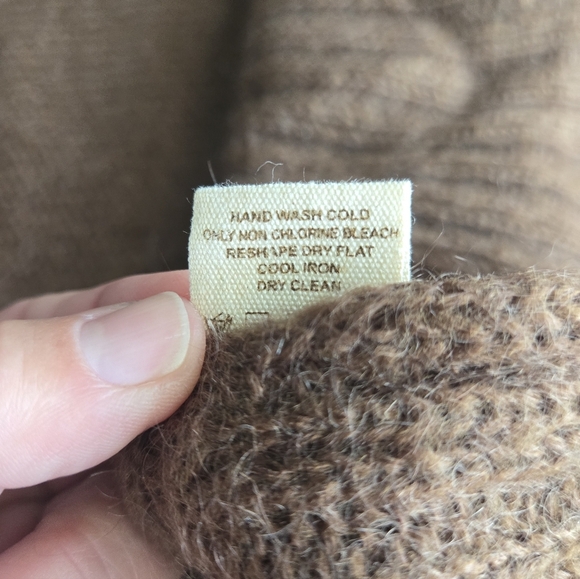 HAND WASH COLD
ONLY NON CHLORINE BLEACH
RESHAPE DRY FLAT
COOL IRON
DRY CLEAN